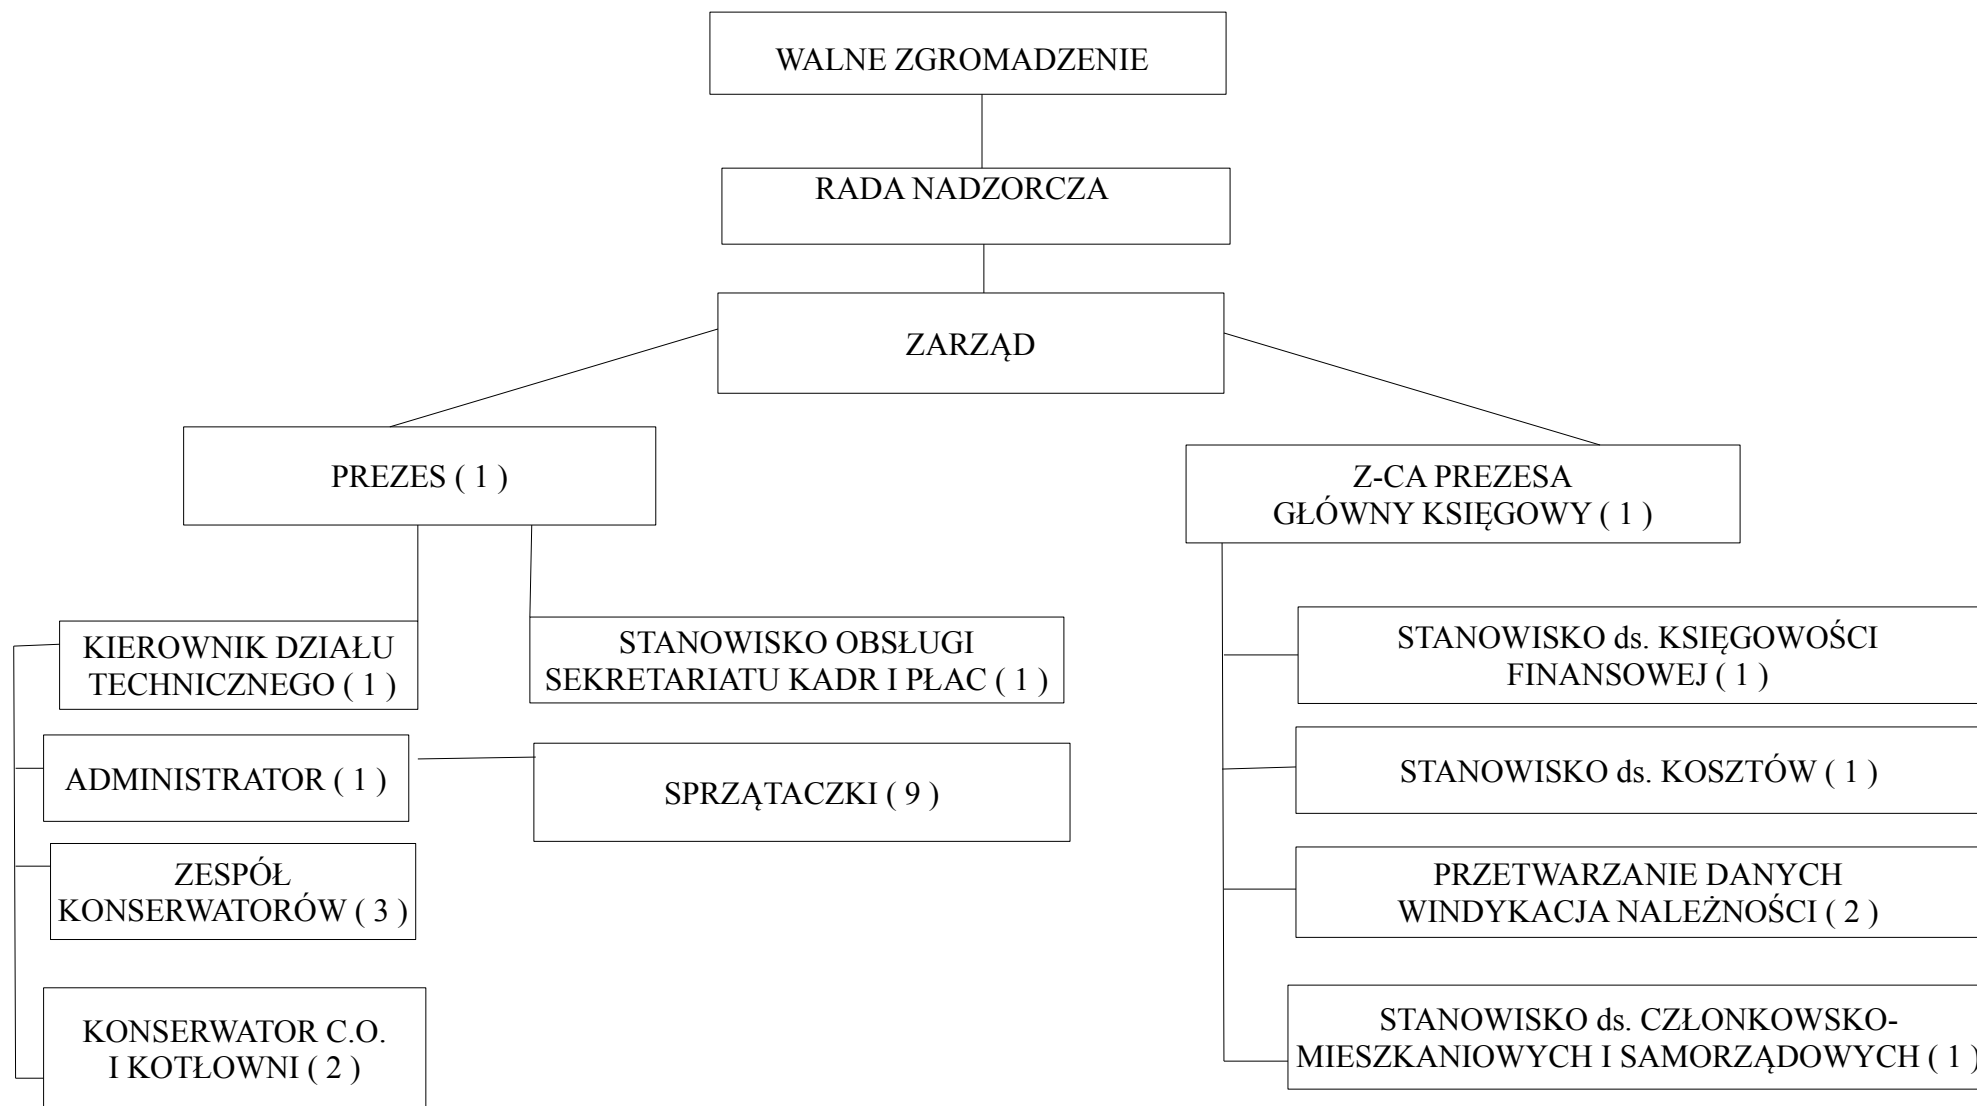 WALNE ZGROMADZENIE
RADA NADZORCZA
ZARZĄD
PREZES ( 1 )
Z-CA PREZESA
GŁÓWNY KSIĘGOWY ( 1 )
KIEROWNIK DZIAŁU
TECHNICZNEGO ( 1 )
STANOWISKO OBSŁUGI
SEKRETARIATU KADR I PŁAC ( 1 )
STANOWISKO ds. KSIĘGOWOŚCI
FINANSOWEJ ( 1 )
ADMINISTRATOR ( 1 )
SPRZĄTACZKI ( 9 )
STANOWISKO ds. KOSZTÓW ( 1 )
ZESPÓŁ
KONSERWATORÓW ( 3 )
PRZETWARZANIE DANYCH
WINDYKACJA NALEŻNOŚCI ( 2 )
KONSERWATOR C.O.
I KOTŁOWNI ( 2 )
STANOWISKO ds. CZŁONKOWSKO-
MIESZKANIOWYCH I SAMORZĄDOWYCH ( 1 )